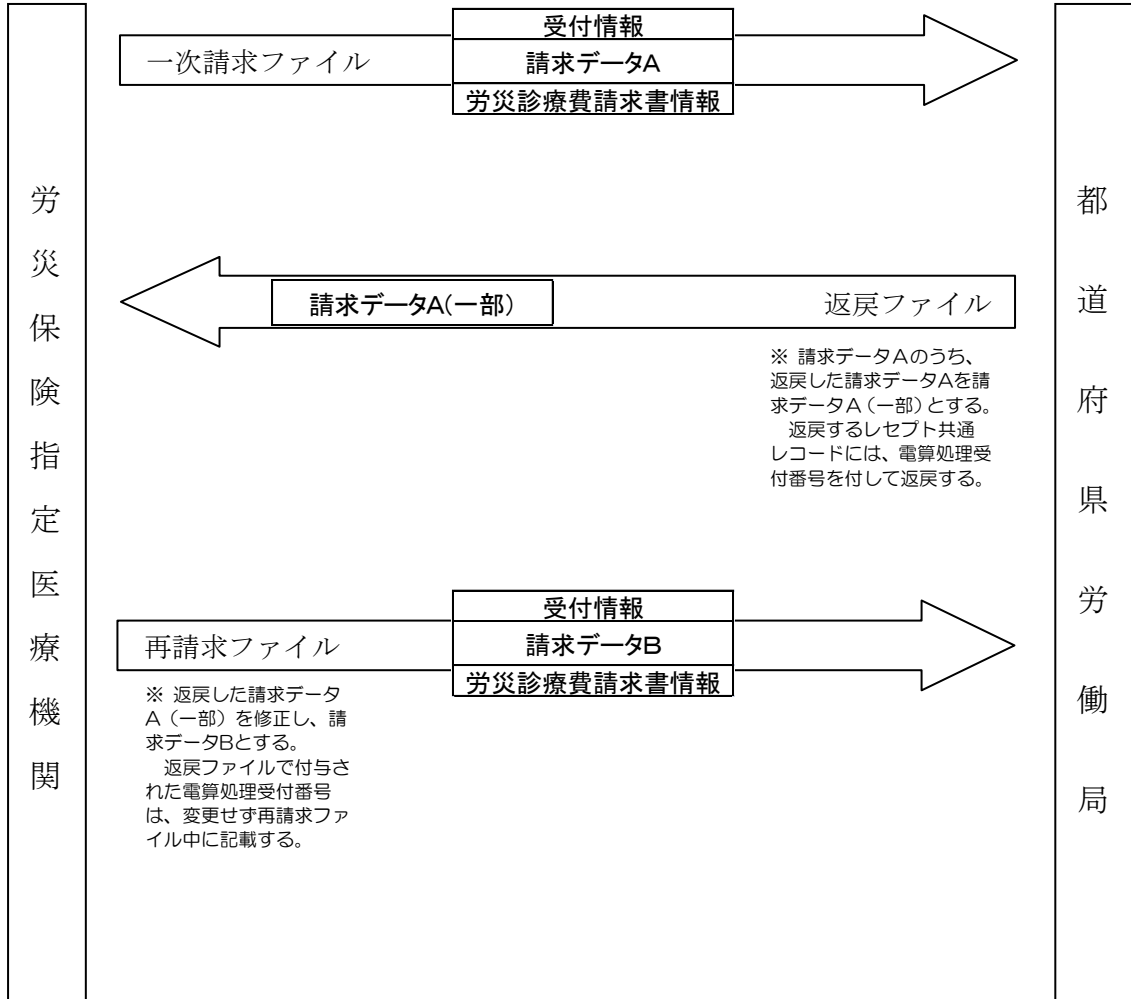 労災保険指定医療機関
受付情報
一次請求ファイル
請求データA
労災診療費請求書情報
請求データA(一部)
返戻ファイル
※ 請求データAのうち、
返戻した請求データAを請
求データA(一部)とする。
返戻するレセプト共通
レコードには、電算処理受
付番号を付して返戻する。
受付情報
再請求ファイル
請求データB
労災診療費請求書情報
※ 返戻した請求データ
A(一部)を修正し、請
求データBとする。
返戻ファイルで付与さ
れた電算処理受付番号
は、変更せず再請求ファ
イル中に記載する。
都道府県労働局